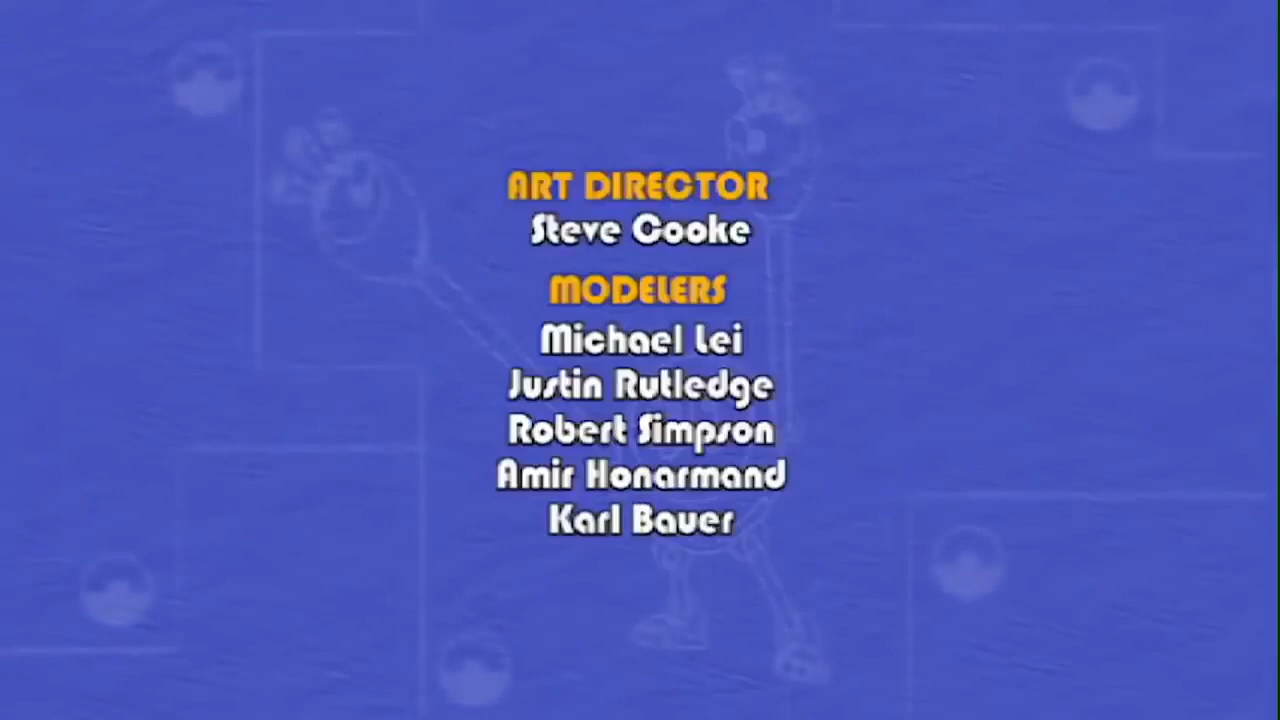 ART DIRECTOR
Steve Cooke
MODELERS
Michael Lei
Justin Rutledge
Robert Simpson
Amir Honarmand
Karl Bauer